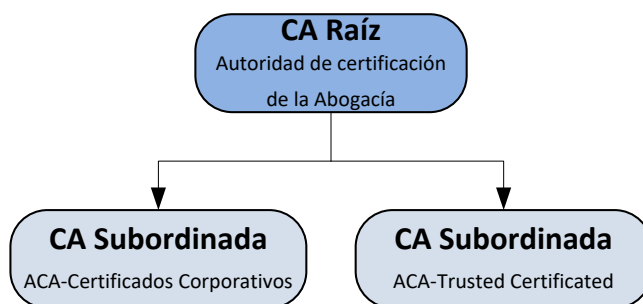 CA Raíz
Autoridad de certificación
de la Abogacía
CA Subordinada
ACA-Certificados Corporativos
CA Subordinada
ACA-Trusted Certificated